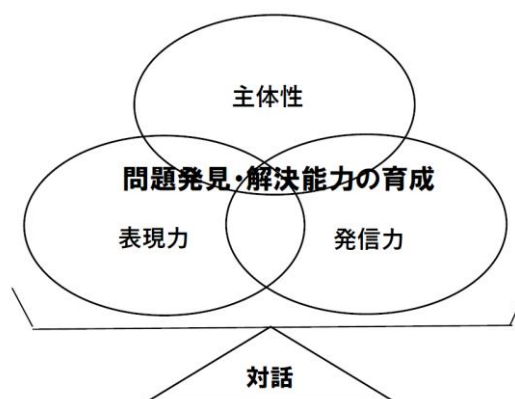 主体性
問題発見・解決能力の育成
表現力
発信力
対話